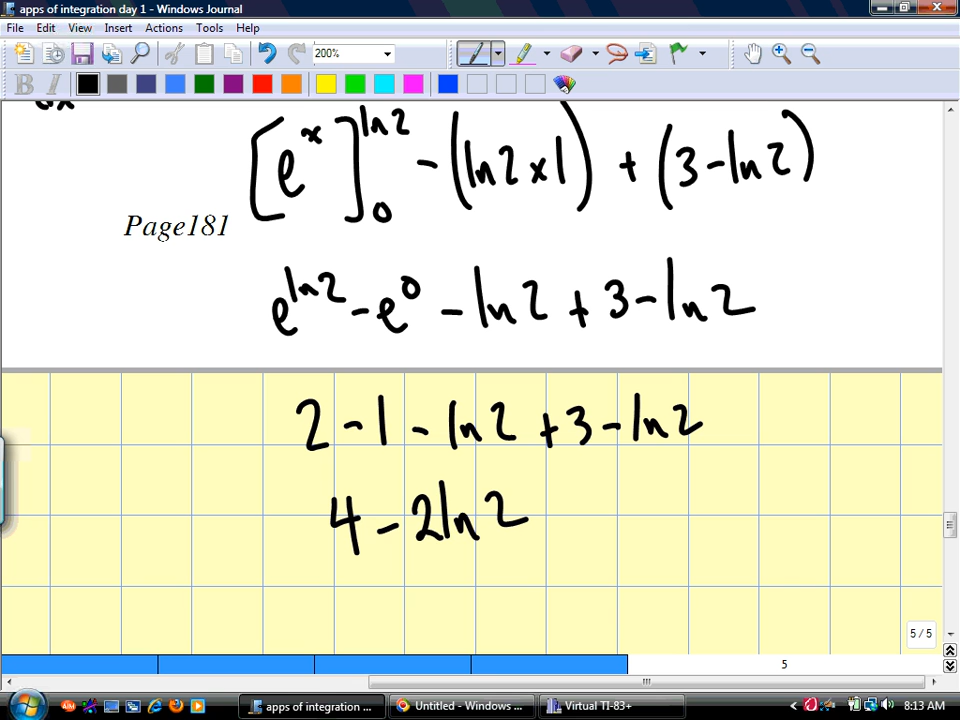 apps of integration day 1 - Windows Journal
File Edit View Insert Actions Tools Help
200%
B I
dx
[e^x]_0^{ln2} - (ln2 x 1) + (3 - ln2)
Page181
e^{ln2} - e^0 - ln2 + 3 - ln2
2 - 1 - ln2 + 3 - ln2
4 - 2ln2
5 / 5
5
apps of integration ... Untitled - Windows ... Virtual TI-83+ 8:13 AM